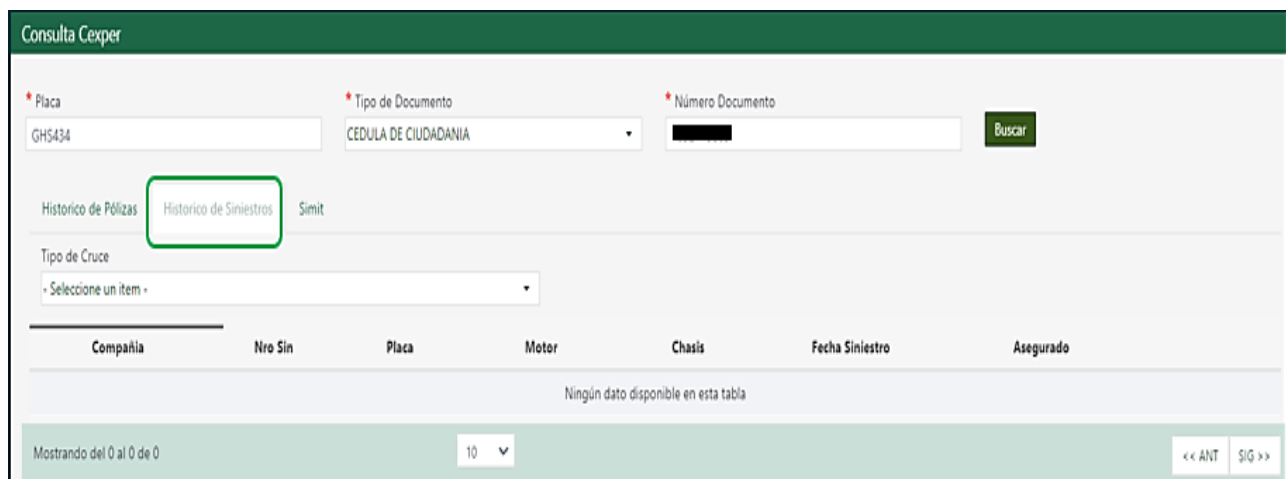 Consulta Cexper
* Placa * Tipo de Documento * Número Documento
GHS434 CEDULA DE CIUDADANIA Buscar
Historico de Pólizas Historico de Siniestros Simit
Tipo de Cruce
- Seleccione un item -
Compañia Nro Sin Placa Motor Chasis Fecha Siniestro Asegurado
Ningún dato disponible en esta tabla
Mostrando del 0 al 0 de 0 10 << ANT SIG >>